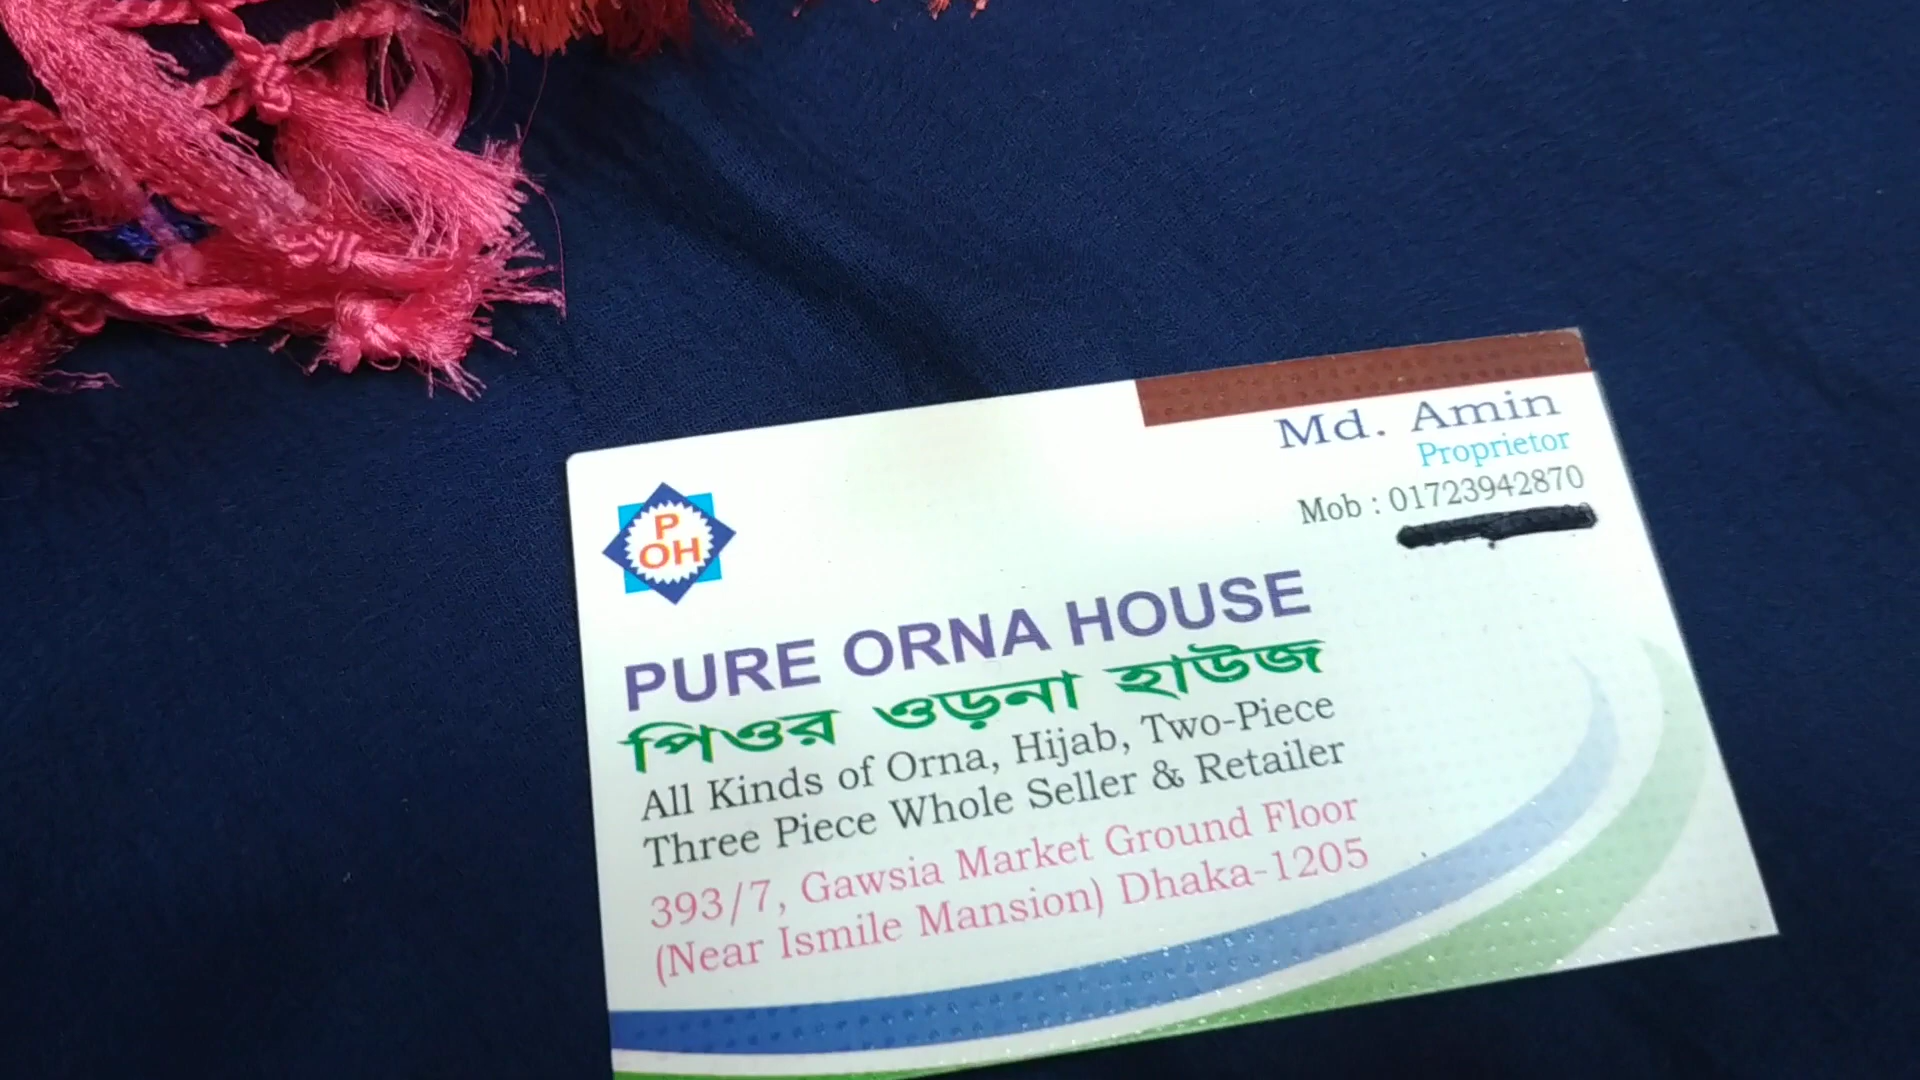 Md. Amin
Proprietor
Mob : 01723942870
P
OH
PURE ORNA HOUSE
পিওর ওড়না হাউজ
All Kinds of Orna, Hijab, Two-Piece
Three Piece Whole Seller & Retailer
393/7, Gawsia Market Ground Floor
(Near Ismile Mansion) Dhaka-1205